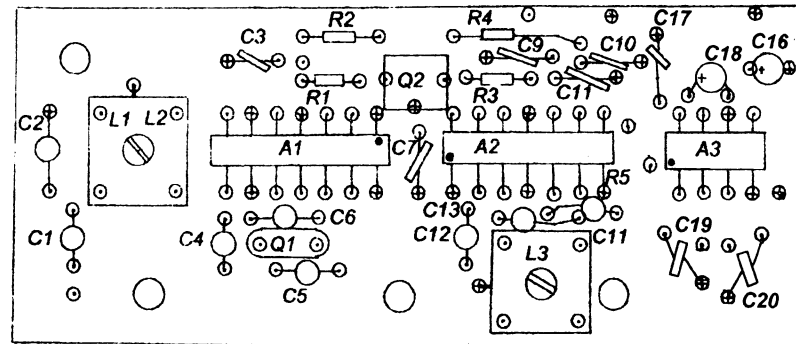 R2 R4 C17
C3 C9 C10 C18 C16
R1 Q2 R3 C11
C2 L1 L2
A1 C7 A2 A3
R5
C1 C4 C6 C13 C19
Q1 C12 C11
C5 L3 C20